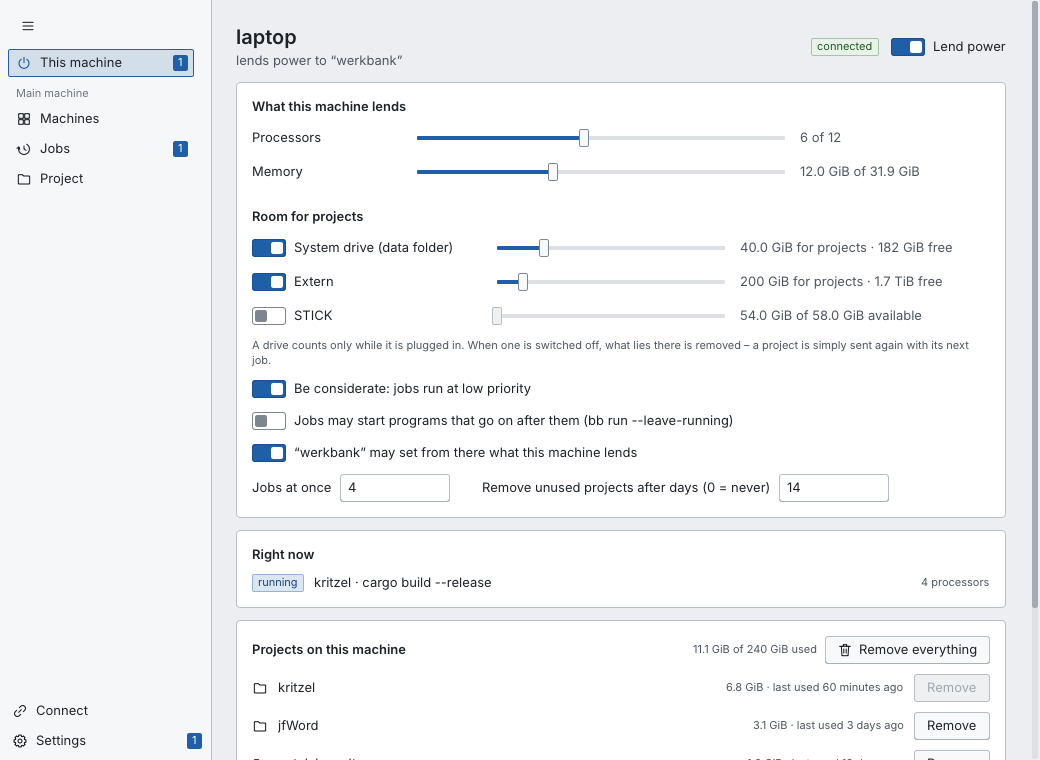 This machine
1
Main machine
Machines
Jobs
1
Project
Connect
Settings
1
laptop
lends power to “werkbank”
connected
Lend power
What this machine lends
Processors
6 of 12
Memory
12.0 GiB of 31.9 GiB
Room for projects
System drive (data folder)
40.0 GiB for projects · 182 GiB free
Extern
200 GiB for projects · 1.7 TiB free
STICK
54.0 GiB of 58.0 GiB available
A drive counts only while it is plugged in. When one is switched off, what lies there is removed – a project is simply sent again with its next
job.
Be considerate: jobs run at low priority
Jobs may start programs that go on after them (bb run --leave-running)
“werkbank” may set from there what this machine lends
Jobs at once
4
Remove unused projects after days (0 = never)
14
Right now
running
kritzel · cargo build --release
4 processors
Projects on this machine
11.1 GiB of 240 GiB used
Remove everything
kritzel
6.8 GiB · last used 60 minutes ago
Remove
jfWord
3.1 GiB · last used 3 days ago
Remove